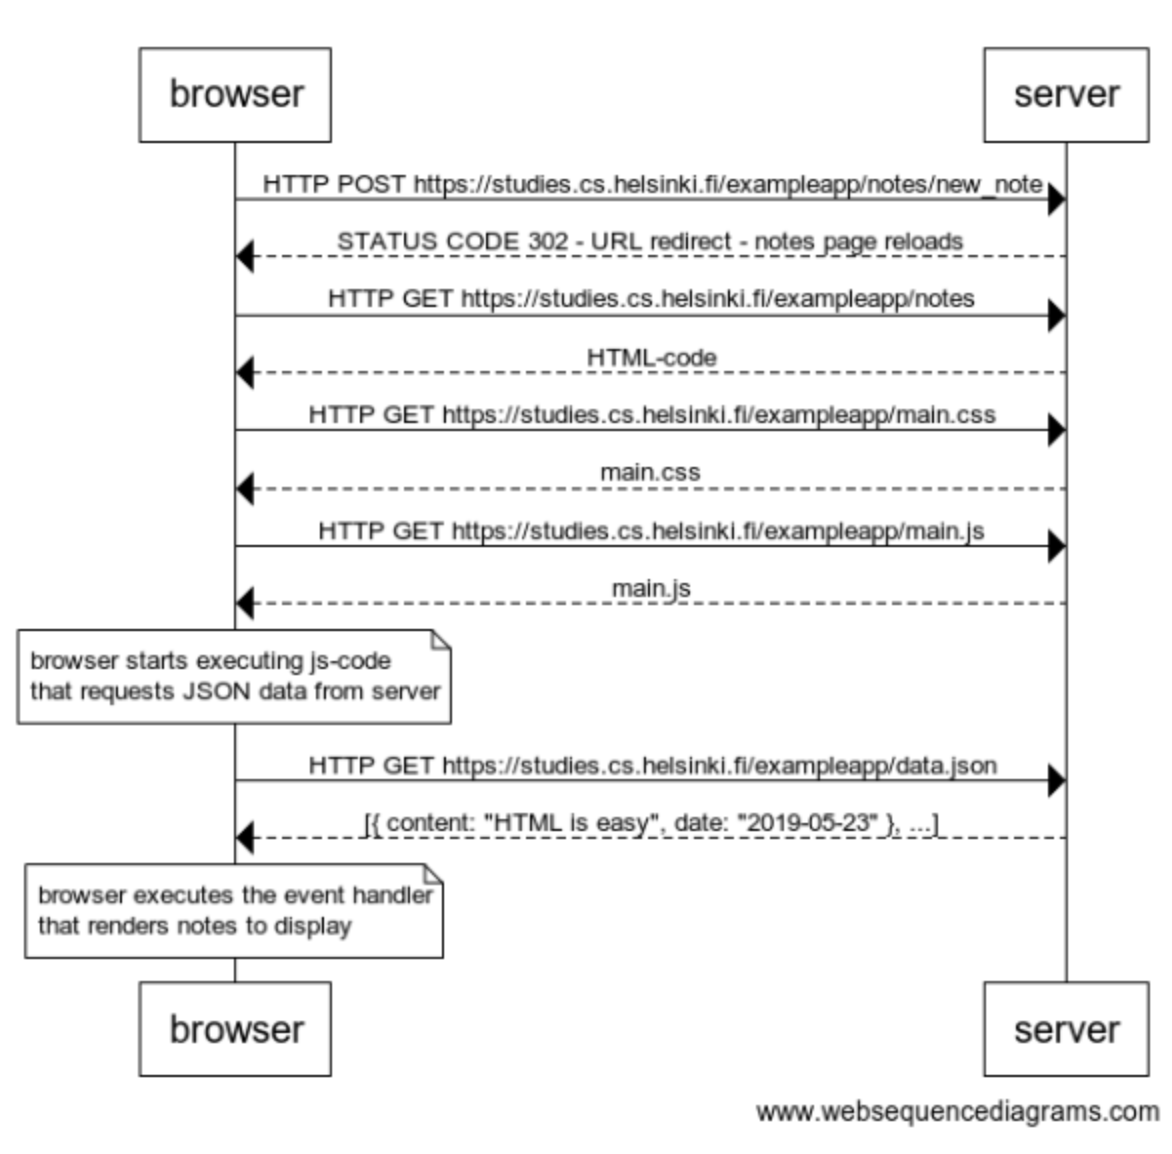 browser
server
HTTP POST https://studies.cs.helsinki.fi/exampleapp/notes/new_note
STATUS CODE 302 - URL redirect - notes page reloads
HTTP GET https://studies.cs.helsinki.fi/exampleapp/notes
HTML-code
HTTP GET https://studies.cs.helsinki.fi/exampleapp/main.css
main.css
HTTP GET https://studies.cs.helsinki.fi/exampleapp/main.js
main.js
browser starts executing js-code
that requests JSON data from server
HTTP GET https://studies.cs.helsinki.fi/exampleapp/data.json
[{ content: "HTML is easy", date: "2019-05-23" }, ...]
browser executes the event handler
that renders notes to display
browser
server
www.websequencediagrams.com